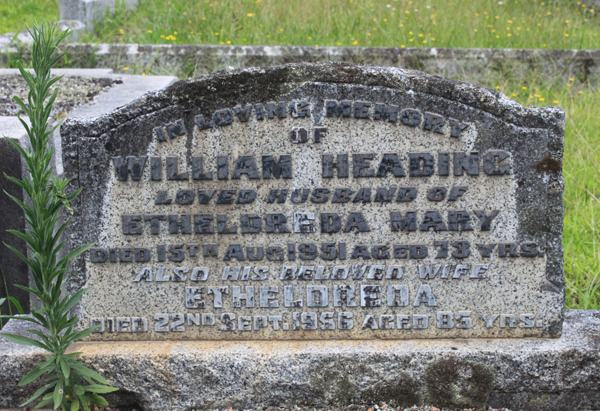 IN LOVING MEMORY
OF
WILLIAM HEADING
LOVED HUSBAND OF
ETHELDREDA MARY
DIED 15TH AUG. 1951 AGED 73 YRS.
ALSO HIS BELOVED WIFE
ETHELDREDA
DIED 22ND SEPT. 1956 AGED 85 YRS.